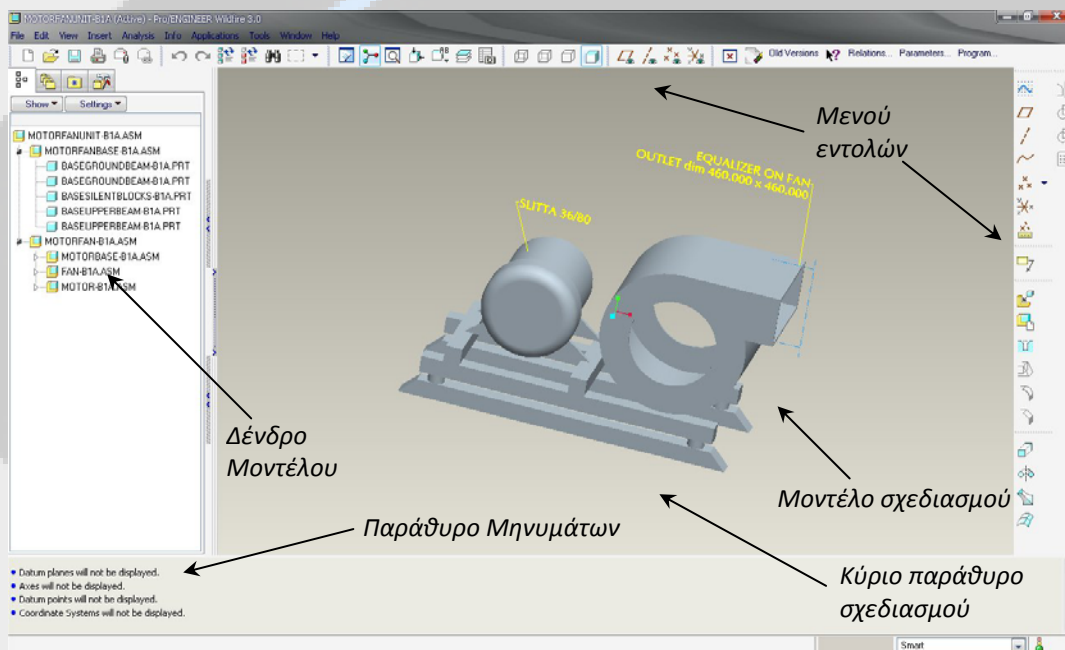 MOTORFANUNIT-B1A (Active) - Pro/ENGINEER Wildfire 3.0
File Edit View Insert Analysis Info Applications Tools Window Help
Old Versions Relations... Parameters... Program...
Show Settings
MOTORFANUNIT-B1A.ASM
MOTORFANBASE-B1A.ASM
BASEGROUNDBEAM-B1A.PRT
BASEGROUNDBEAM-B1A.PRT
BASESILENTBLOCKS-B1A.PRT
BASEUPPERBEAM-B1A.PRT
BASEUPPERBEAM-B1A.PRT
MOTORFAN-B1A.ASM
MOTORBASE-B1A.ASM
FAN-B1A.ASM
MOTOR-B1A.ASM
Μενού
εντολών
EQUALIZER ON FAN
OUTLET dim 460.000 x 460.000
SLITTA 36/80
Δένδρο
Μοντέλου
Μοντέλο σχεδιασμού
Παράθυρο Μηνυμάτων
Κύριο παράθυρο
σχεδιασμού
• Datum planes will not be displayed.
• Axes will not be displayed.
• Datum points will not be displayed.
• Coordinate Systems will not be displayed.
Smart